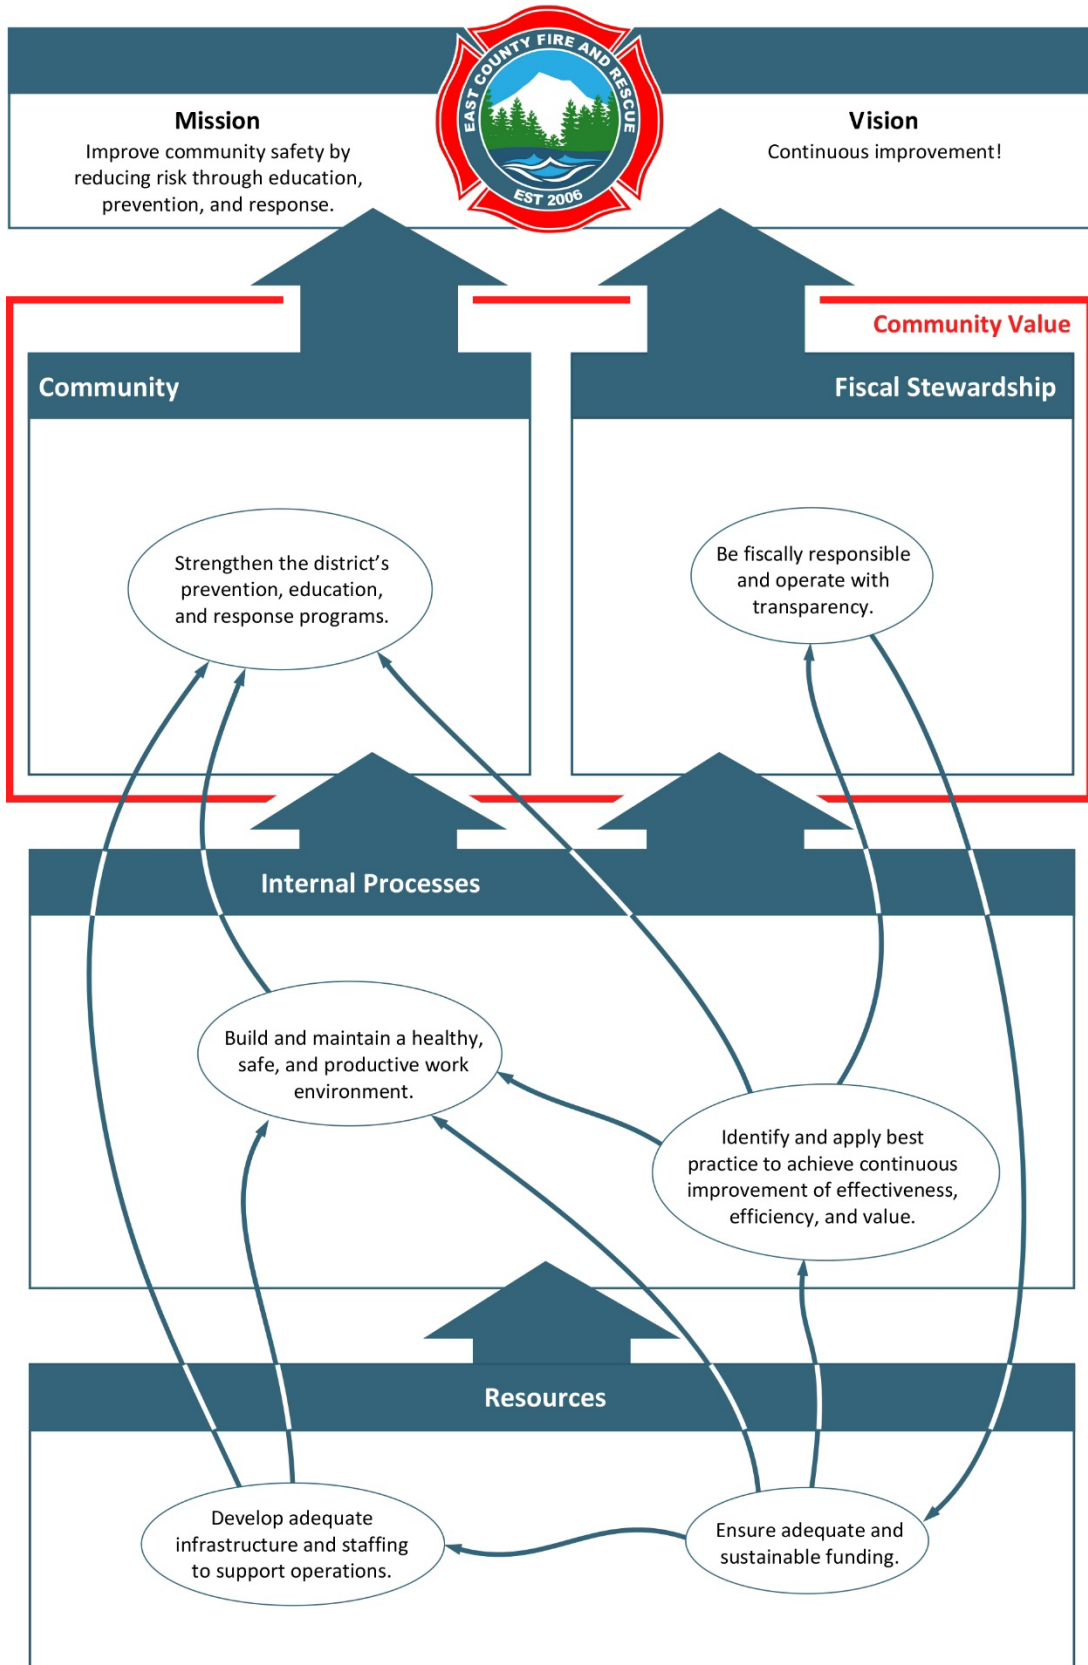 EAST COUNTY FIRE AND RESCUE
EST 2006
Mission
Improve community safety by
reducing risk through education,
prevention, and response.
Vision
Continuous improvement!
Community Value
Community
Fiscal Stewardship
Strengthen the district's
prevention, education,
and response programs.
Be fiscally responsible
and operate with
transparency.
Internal Processes
Build and maintain a healthy,
safe, and productive work
environment.
Identify and apply best
practice to achieve continuous
improvement of effectiveness,
efficiency, and value.
Resources
Develop adequate
infrastructure and staffing
to support operations.
Ensure adequate and
sustainable funding.